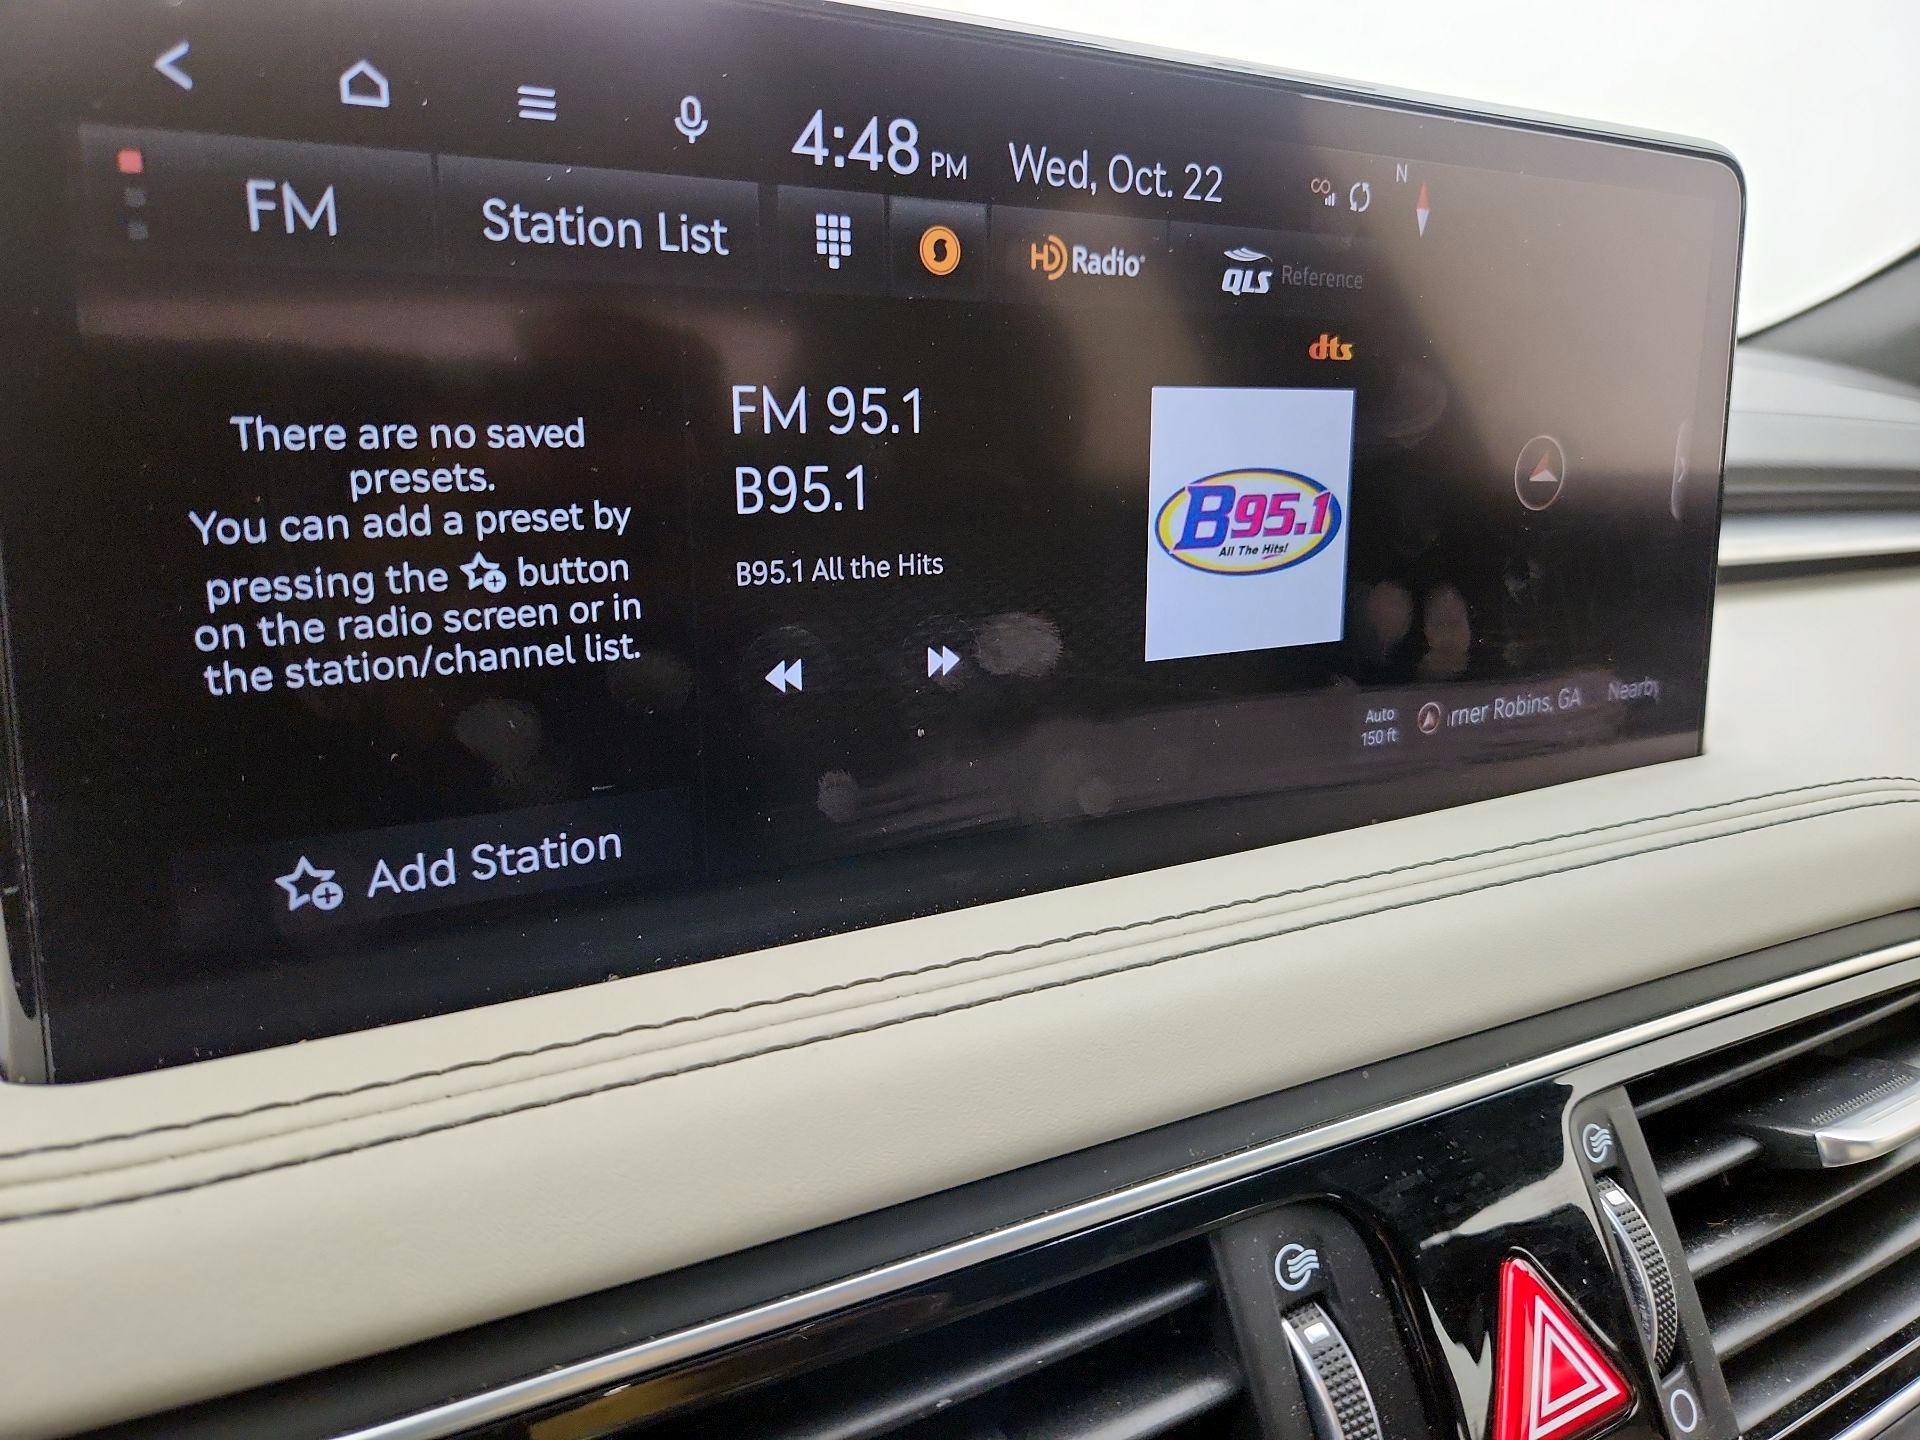 4:48 PM Wed, Oct. 22
N
FM Station List HD Radio QLS Reference
dts
There are no saved
presets.
You can add a preset by
pressing the button
on the radio screen or in
the station/channel list.
Add Station
FM 95.1
B95.1
B95.1 All the Hits
B95.1
All The Hits!
Auto
150 ft
rner Robins, GA Nearby